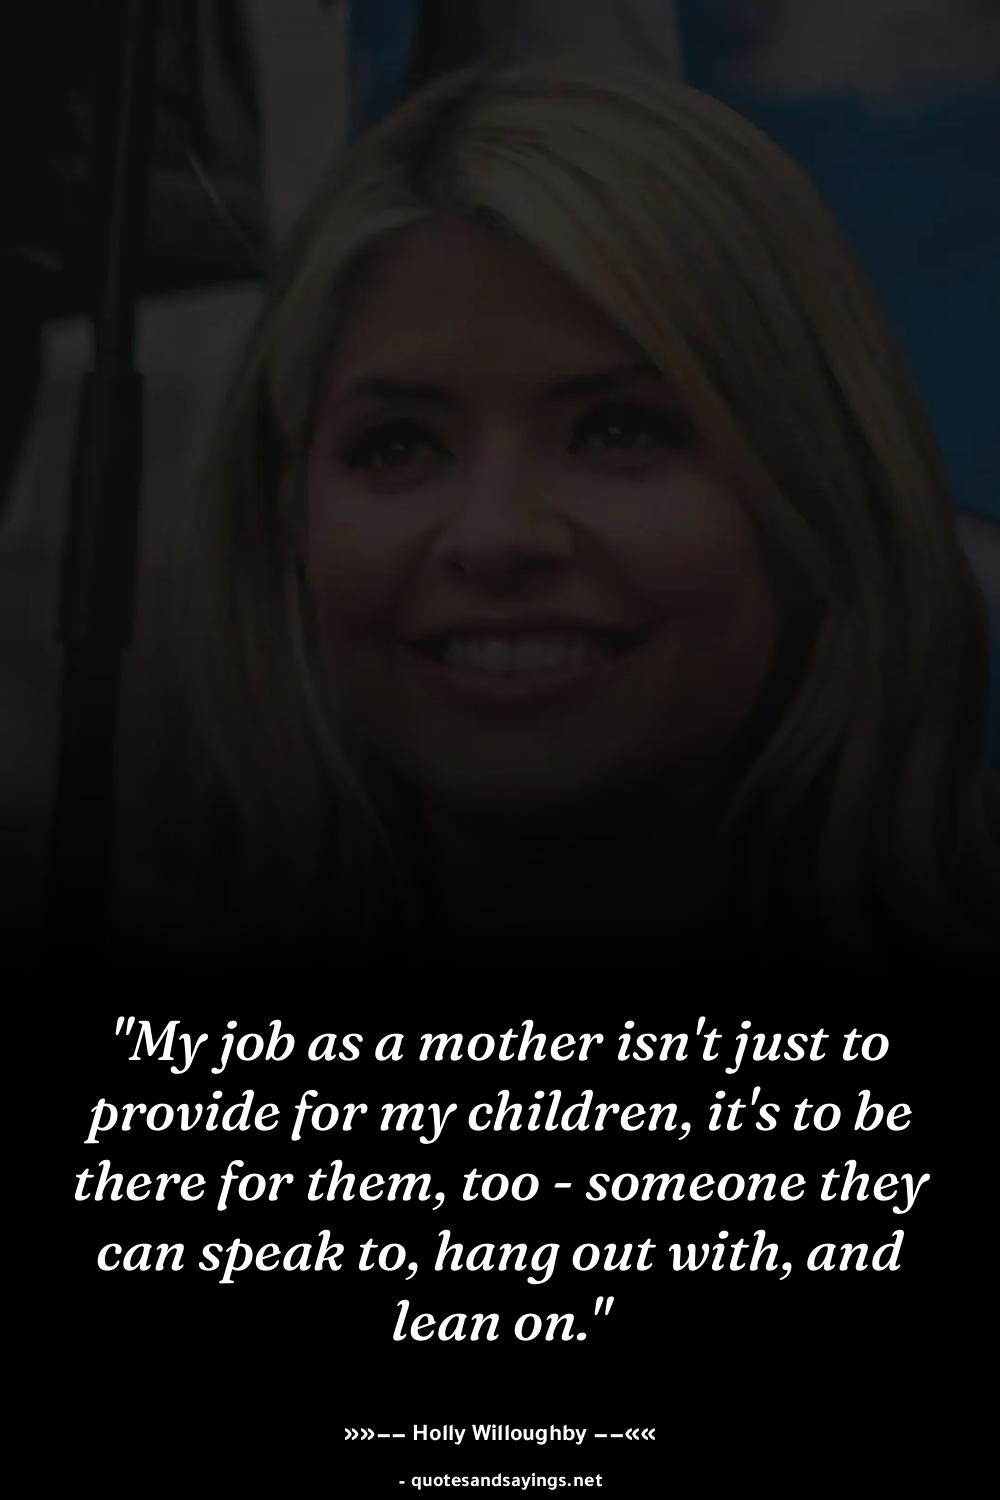 "My job as a mother isn't just to
provide for my children, it's to be
there for them, too - someone they
can speak to, hang out with, and
lean on."
»»−− Holly Willoughby −−««
- quotesandsayings.net